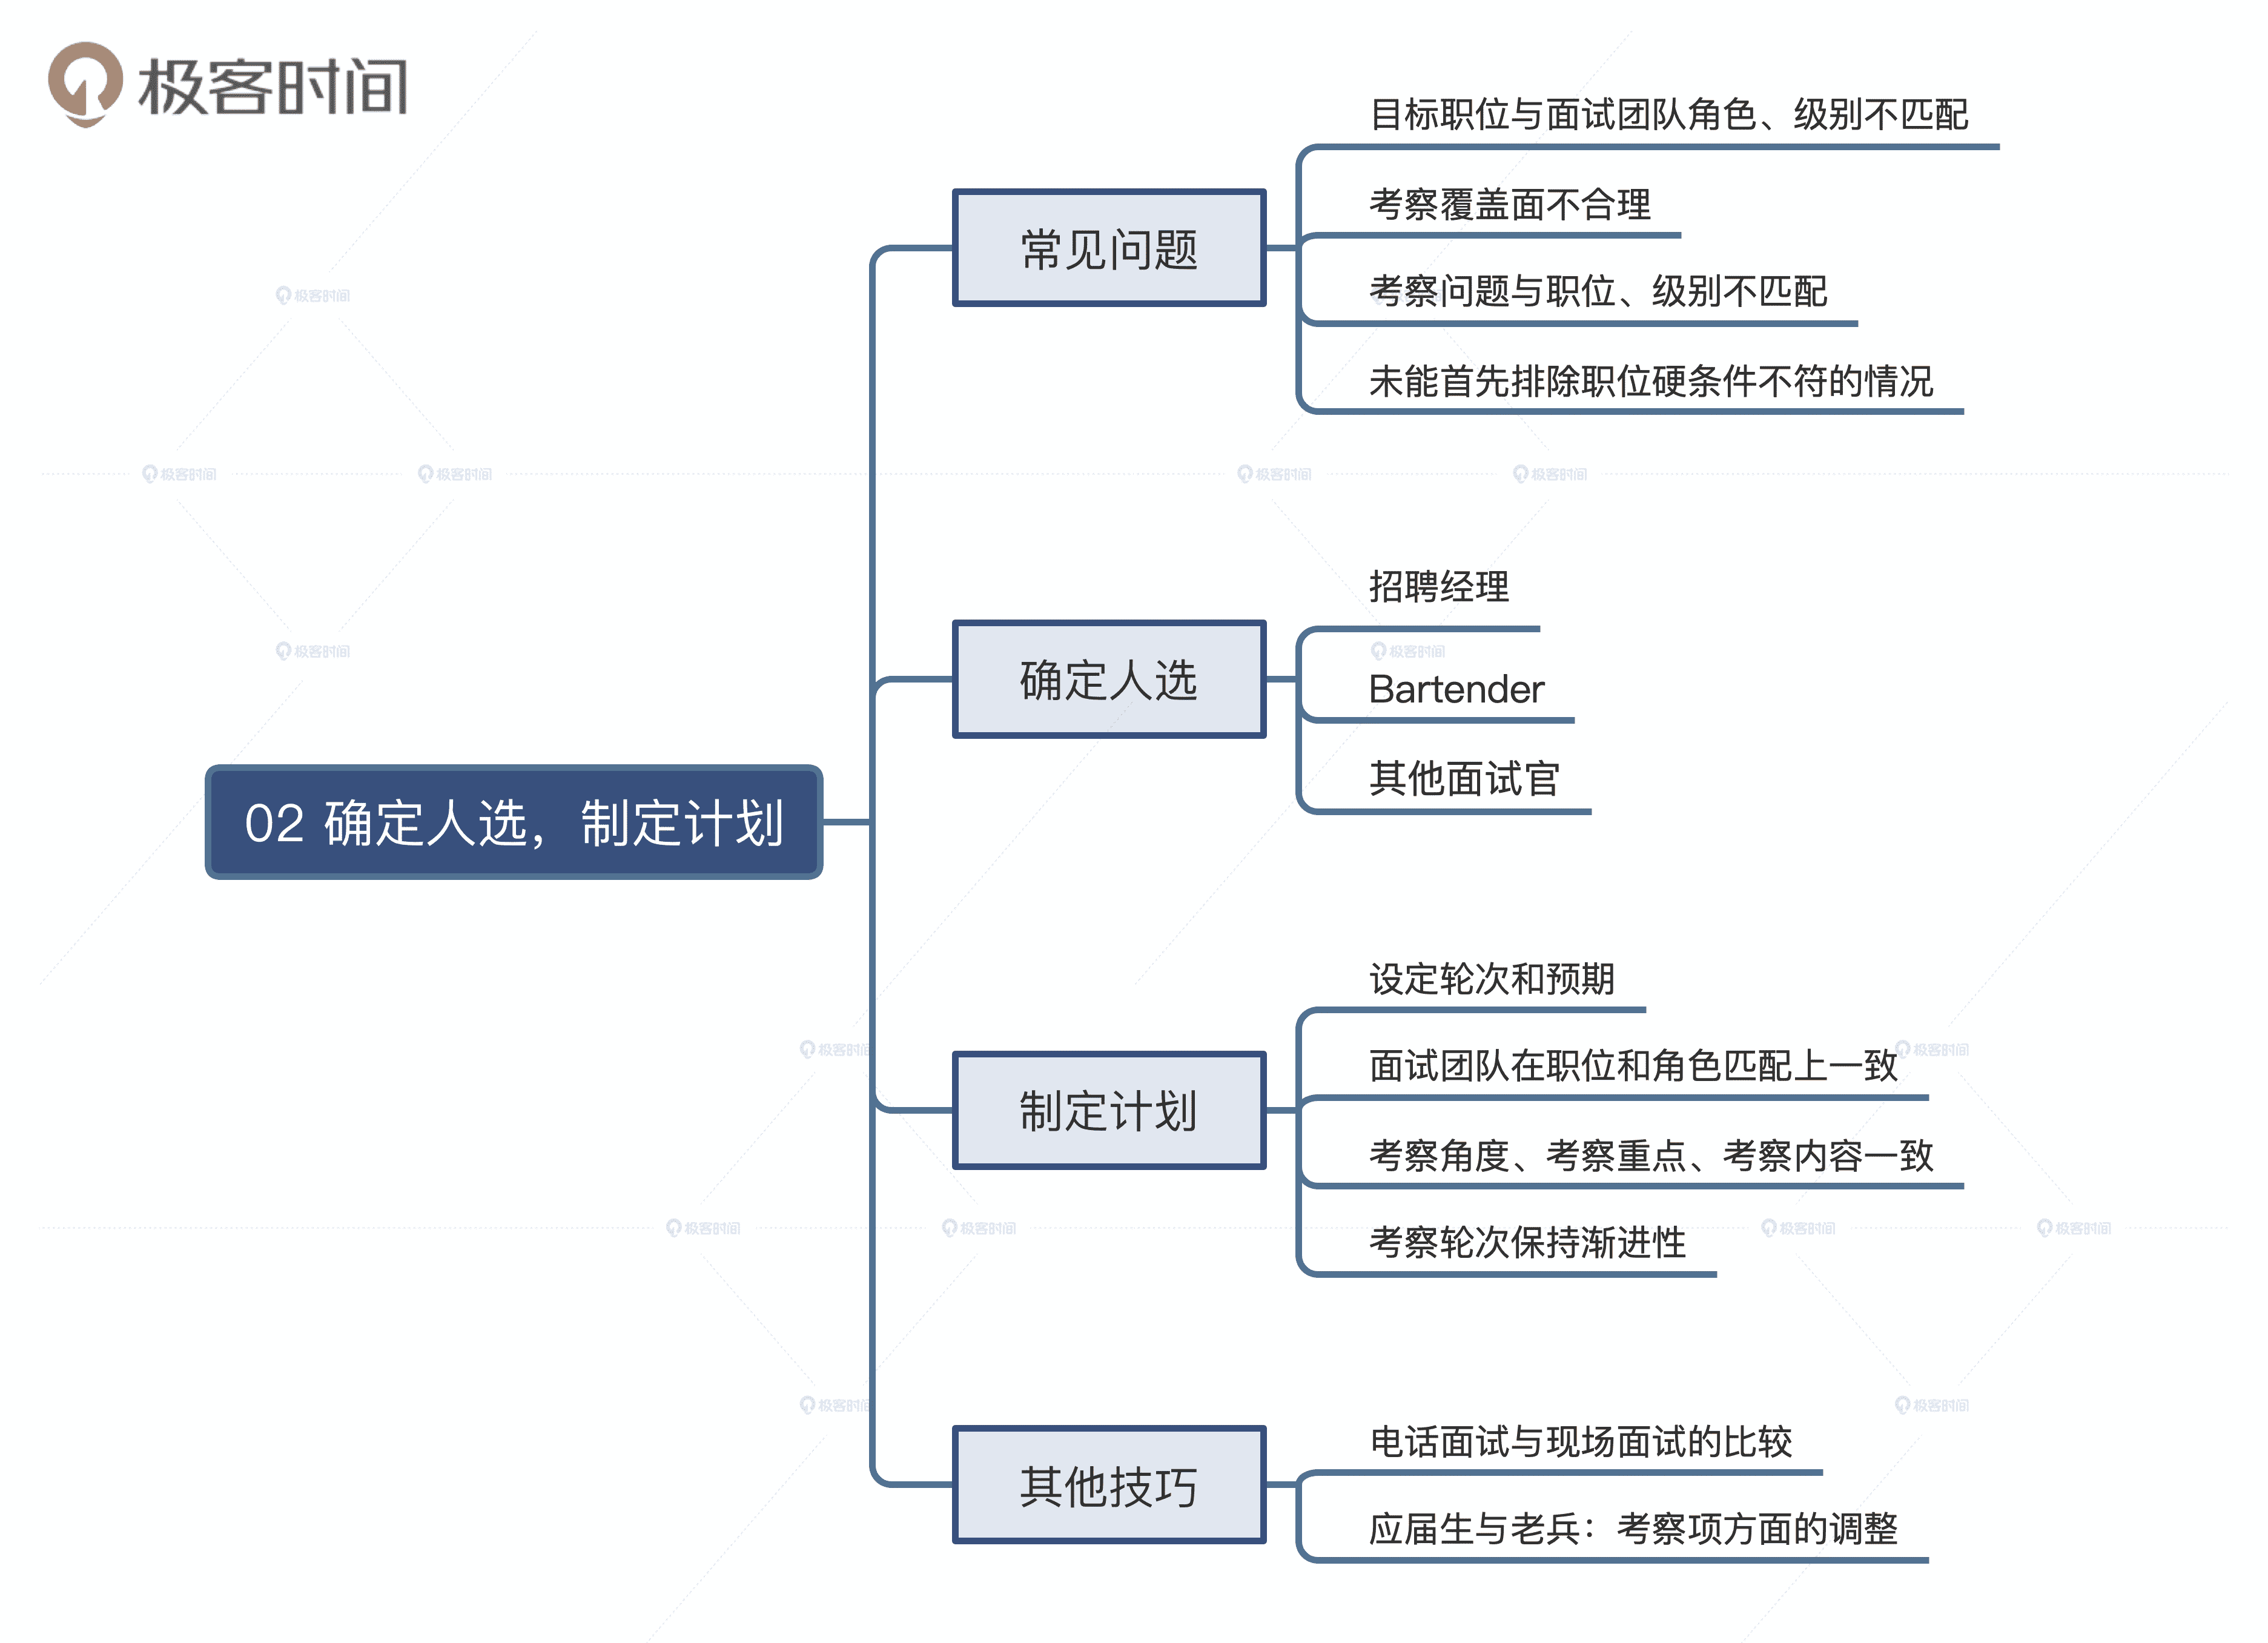 极客时间
目标职位与面试团队角色、级别不匹配
考察覆盖面不合理
常见问题
考察问题与职位、级别不匹配
未能首先排除职位硬条件不符的情况
招聘经理
确定人选
Bartender
其他面试官
02 确定人选，制定计划
设定轮次和预期
面试团队在职位和角色匹配上一致
制定计划
考察角度、考察重点、考察内容一致
考察轮次保持渐进性
电话面试与现场面试的比较
其他技巧
应届生与老兵：考察项方面的调整